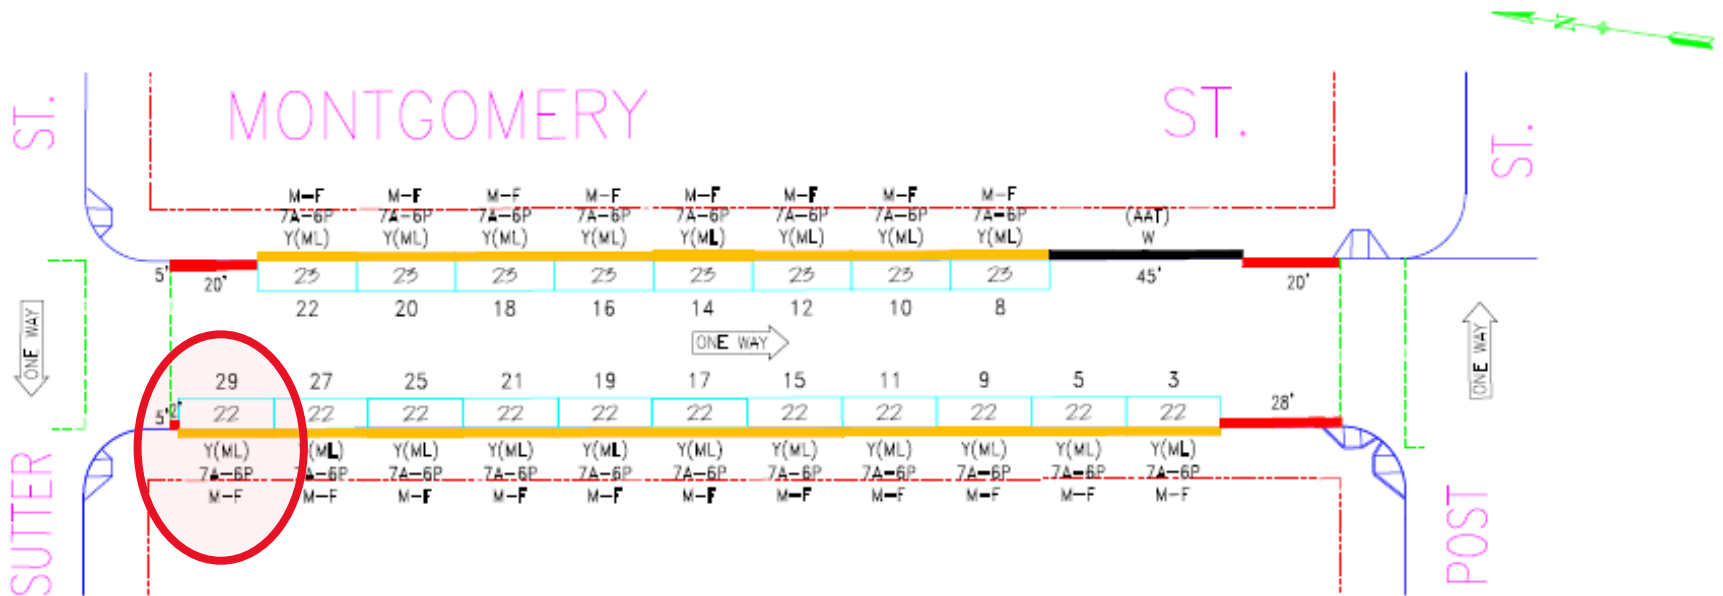 N
MONTGOMERY ST.
ST.
ST.
M-F M-F M-F M-F M-F M-F M-F M-F
7A-6P 7A-6P 7A-6P 7A-6P 7A-6P 7A-6P 7A-6P 7A-6P (AAT)
Y(ML) Y(ML) Y(ML) Y(ML) Y(ML) Y(ML) Y(ML) Y(ML) W
5' 20' 23 23 23 23 23 23 23 23 45' 20'
22 20 18 16 14 12 10 8
ONE WAY
ONE WAY
ONE WAY
29 27 25 21 19 17 15 11 9 5 3
5' 2' 22 22 22 22 22 22 22 22 22 22 22 28'
Y(ML) Y(ML) Y(ML) Y(ML) Y(ML) Y(ML) Y(ML) Y(ML) Y(ML) Y(ML) Y(ML)
7A-6P 7A-6P 7A-6P 7A-6P 7A-6P 7A-6P 7A-6P 7A-6P 7A-6P 7A-6P 7A-6P
M-F M-F M-F M-F M-F M-F M-F M-F M-F M-F M-F
SUTTER
POST